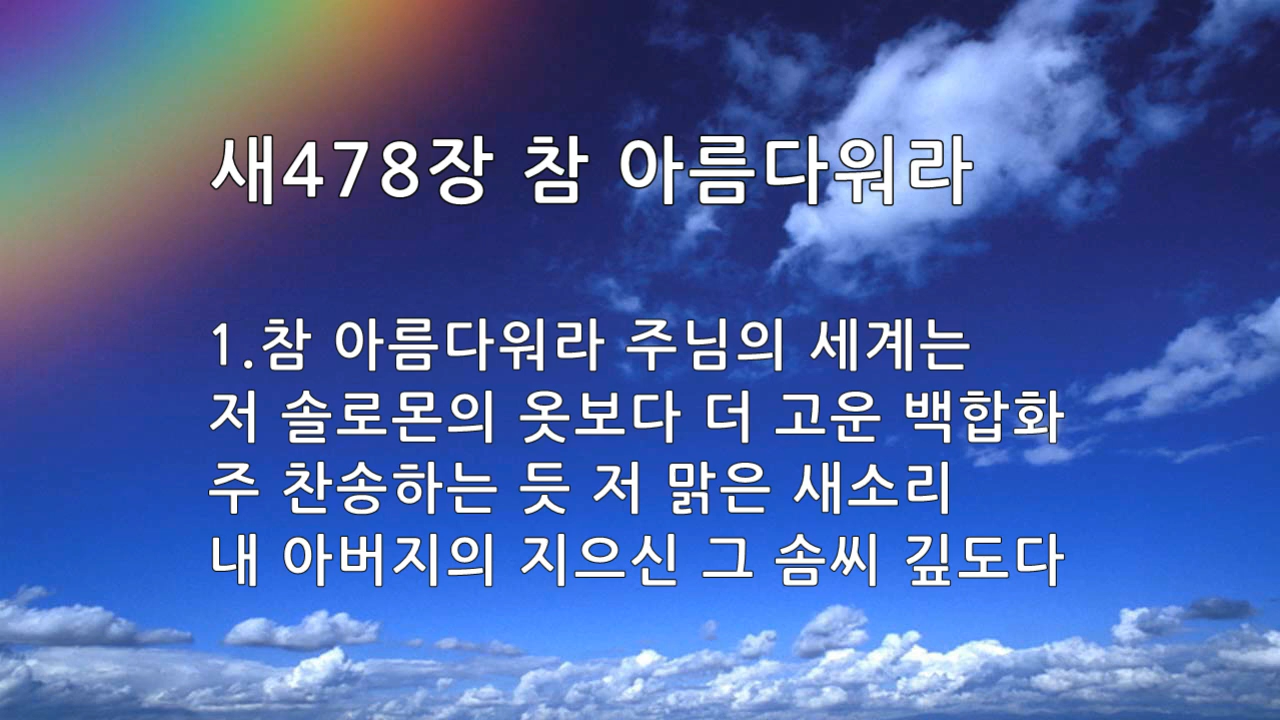 새478장 참 아름다워라
1.참 아름다워라 주님의 세계는
저 솔로몬의 옷보다 더 고운 백합화
주 찬송하는 듯 저 맑은 새소리
내 아버지의 지으신 그 솜씨 깊도다